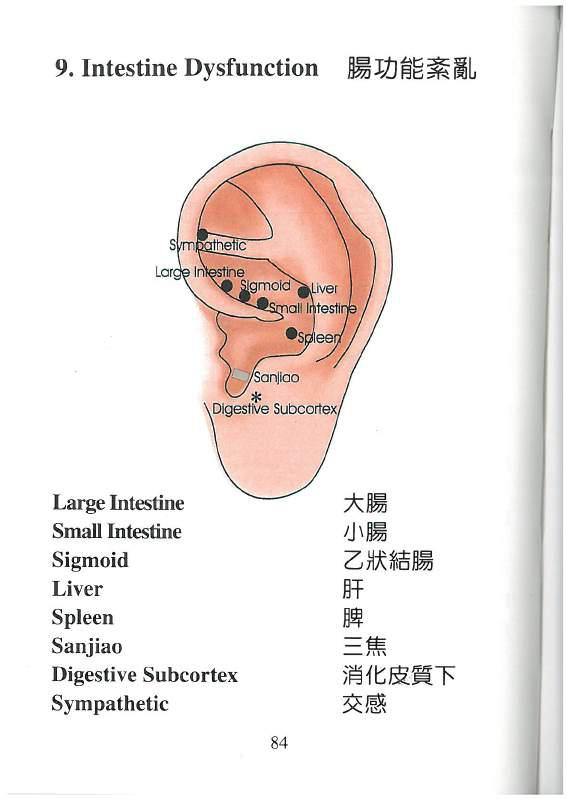 9. Intestine Dysfunction 腸功能紊亂
Sympathetic
Large Intestine
Sigmoid
Liver
Small Intestine
Spleen
Sanjiao
*
Digestive Subcortex
Large Intestine 大腸
Small Intestine 小腸
Sigmoid 乙狀結腸
Liver 肝
Spleen 脾
Sanjiao 三焦
Digestive Subcortex 消化皮質下
Sympathetic 交感
84